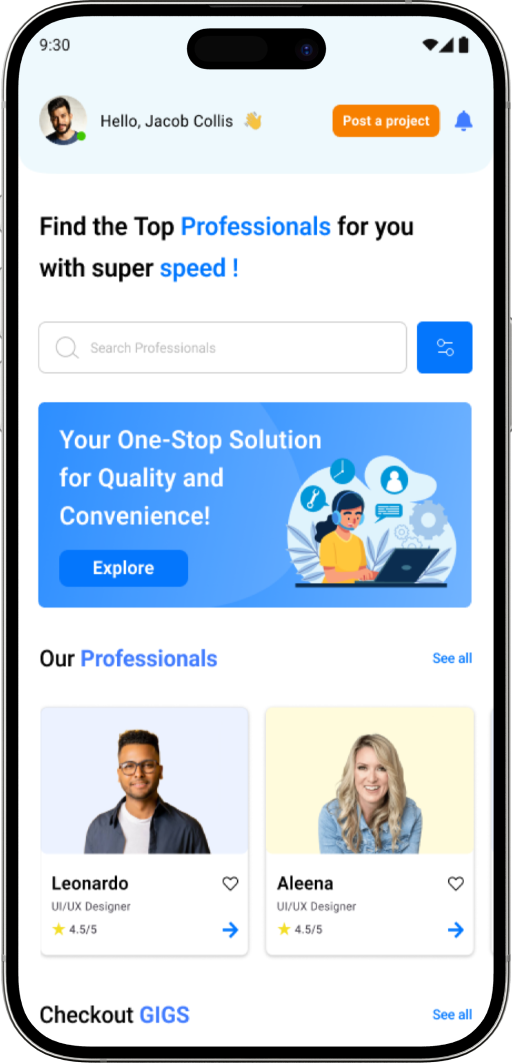 9:30
Hello, Jacob Collis 👋
Post a project
Find the Top Professionals for you
with super speed !
Search Professionals
Your One-Stop Solution
for Quality and
Convenience!
Explore
Our Professionals
See all
Leonardo
UI/UX Designer
4.5/5
Aleena
UI/UX Designer
4.5/5
Checkout GIGS
See all